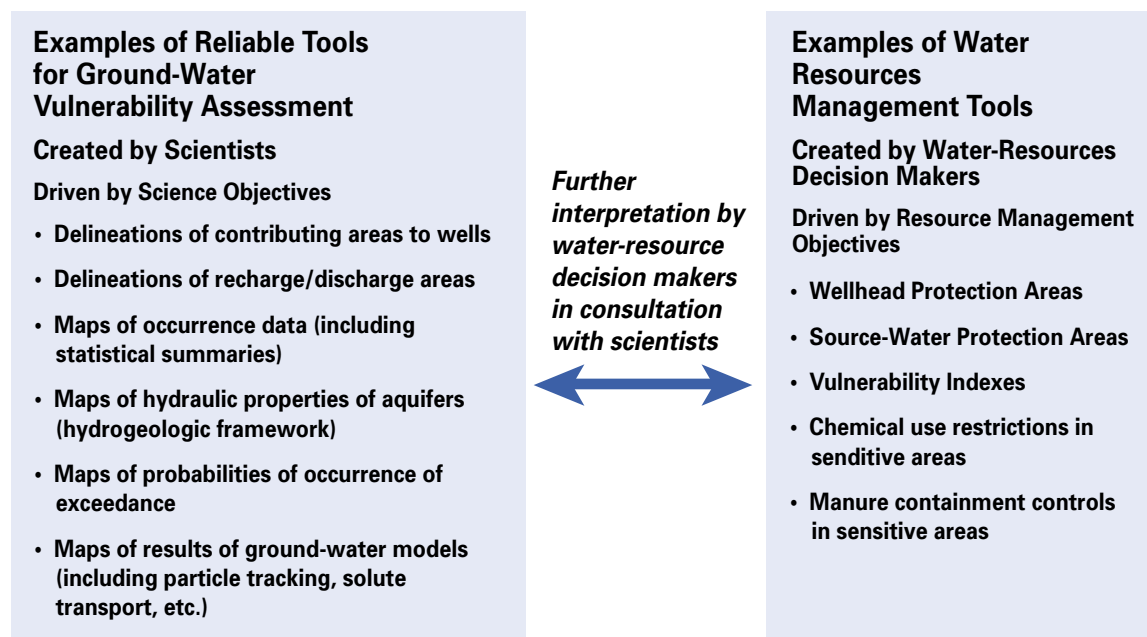 Examples of Reliable Tools
for Ground-Water
Vulnerability Assessment
Created by Scientists
Driven by Science Objectives
• Delineations of contributing areas to wells
• Delineations of recharge/discharge areas
• Maps of occurrence data (including
statistical summaries)
• Maps of hydraulic properties of aquifers
(hydrogeologic framework)
• Maps of probabilities of occurrence of
exceedance
• Maps of results of ground-water models
(including particle tracking, solute
transport, etc.)
Further
interpretation by
water-resource
decision makers
in consultation
with scientists
Examples of Water
Resources
Management Tools
Created by Water-Resources
Decision Makers
Driven by Resource Management
Objectives
• Wellhead Protection Areas
• Source-Water Protection Areas
• Vulnerability Indexes
• Chemical use restrictions in
senditive areas
• Manure containment controls
in sensitive areas